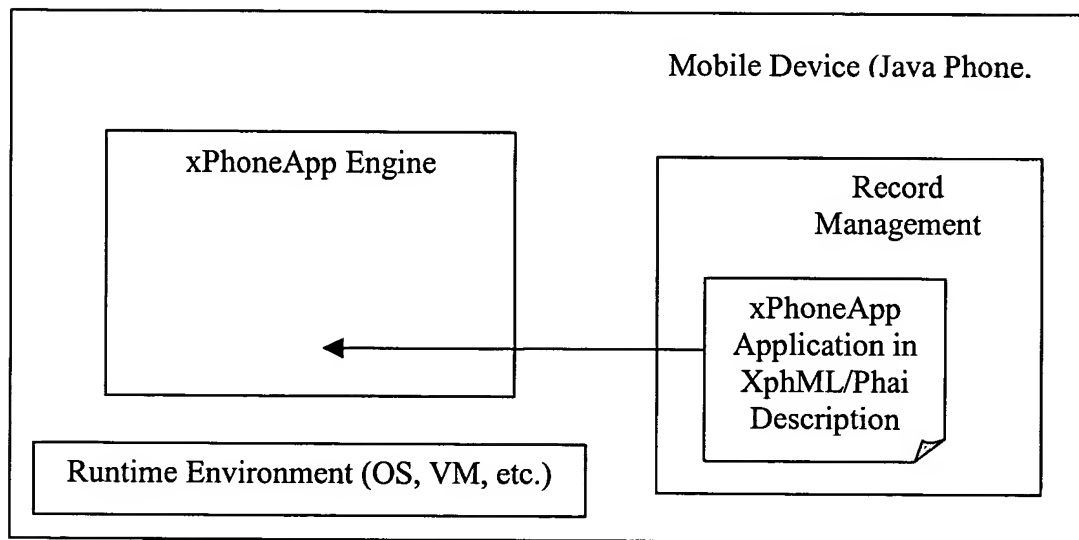 Mobile Device (Java Phone.
xPhoneApp Engine
Record
Management
xPhoneApp
Application in
XphML/Phai
Description
Runtime Environment (OS, VM, etc.)